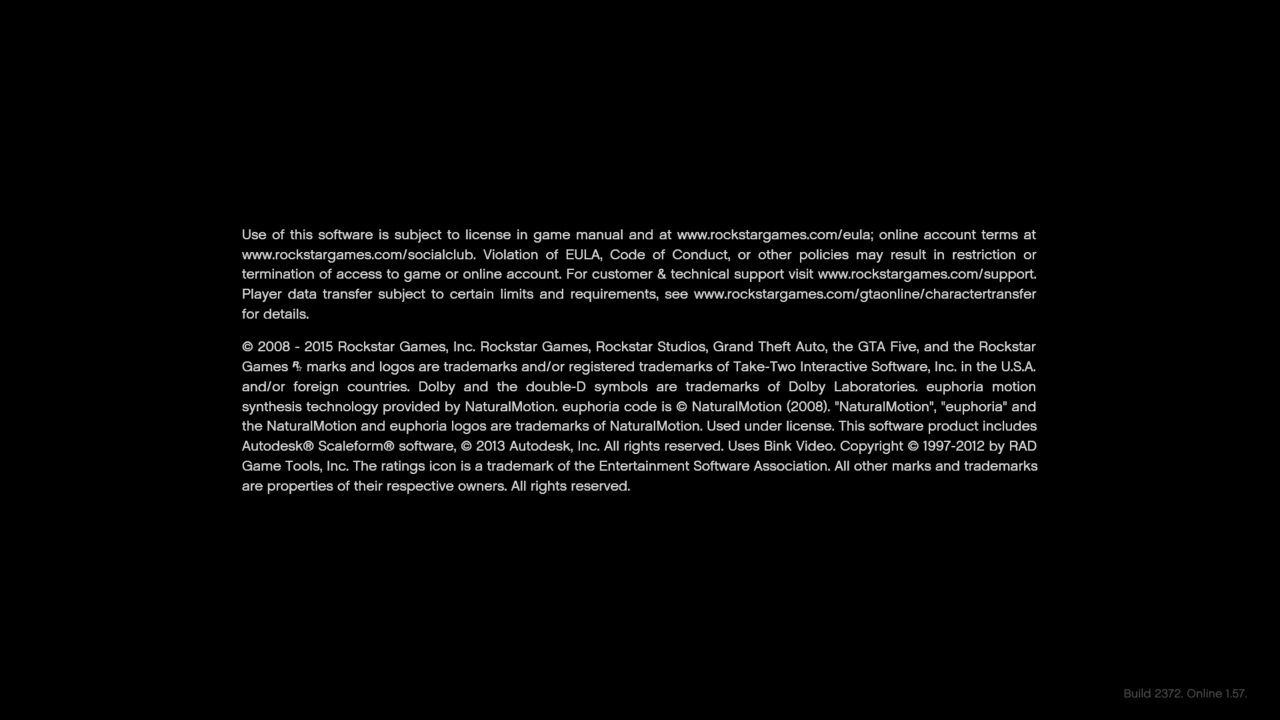 Use of this software is subject to license in game manual and at www.rockstargames.com/eula; online account terms at
www.rockstargames.com/socialclub. Violation of EULA, Code of Conduct, or other policies may result in restriction or
termination of access to game or online account. For customer & technical support visit www.rockstargames.com/support.
Player data transfer subject to certain limits and requirements, see www.rockstargames.com/gtaonline/charactertransfer
for details.
© 2008 - 2015 Rockstar Games, Inc. Rockstar Games, Rockstar Studios, Grand Theft Auto, the GTA Five, and the Rockstar
Games R* marks and logos are trademarks and/or registered trademarks of Take-Two Interactive Software, Inc. in the U.S.A.
and/or foreign countries. Dolby and the double-D symbols are trademarks of Dolby Laboratories. euphoria motion
synthesis technology provided by NaturalMotion. euphoria code is © NaturalMotion (2008). "NaturalMotion", "euphoria" and
the NaturalMotion and euphoria logos are trademarks of NaturalMotion. Used under license. This software product includes
Autodesk® Scaleform® software, © 2013 Autodesk, Inc. All rights reserved. Uses Bink Video. Copyright © 1997-2012 by RAD
Game Tools, Inc. The ratings icon is a trademark of the Entertainment Software Association. All other marks and trademarks
are properties of their respective owners. All rights reserved.
Build 2372, Online 1.57.